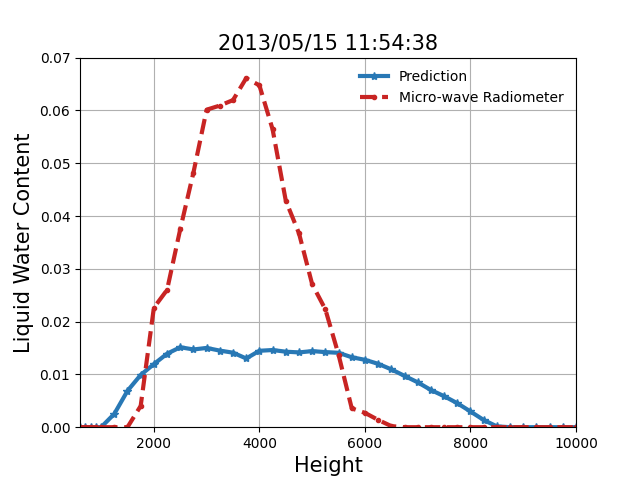 2013/05/15 11:54:38
Prediction
Micro-wave Radiometer
Liquid Water Content
0.07
0.06
0.05
0.04
0.03
0.02
0.01
0.00
2000 4000 6000 8000 10000
Height